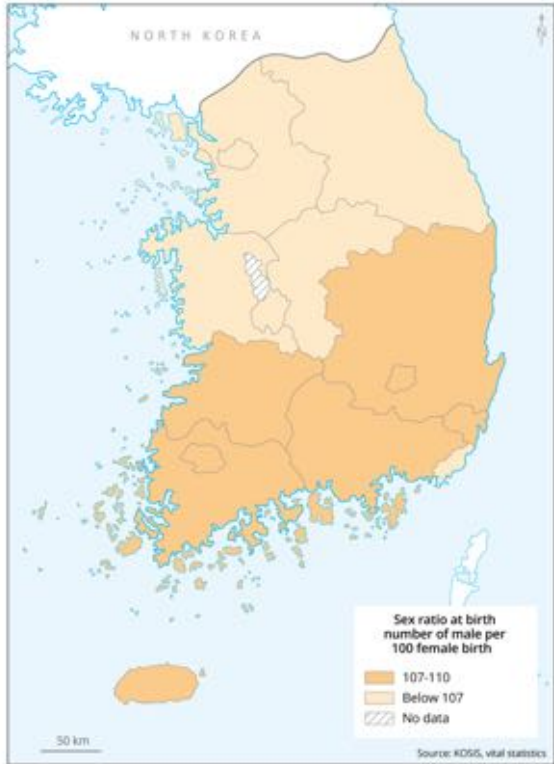 NORTH KOREA
N
Sex ratio at birth
number of male per
100 female birth
107-110
Below 107
No data
50 km
Source: KOSIS, vital statistics